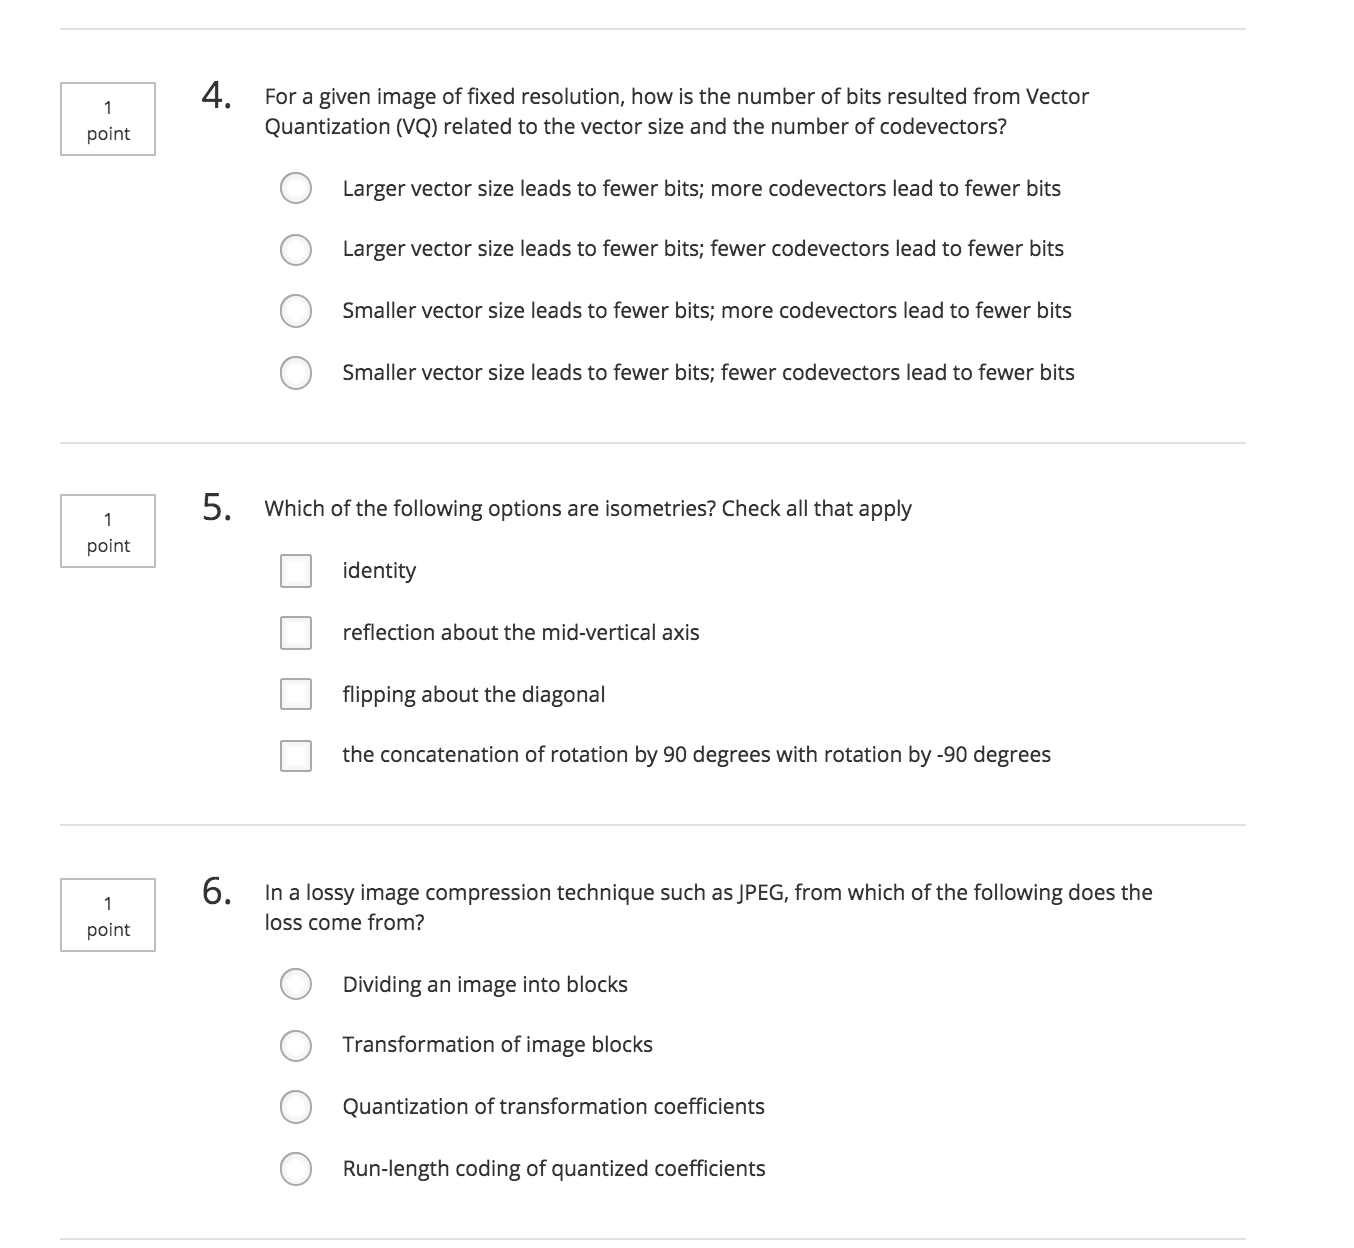 1
point
4.
For a given image of fixed resolution, how is the number of bits resulted from Vector
Quantization (VQ) related to the vector size and the number of codevectors?
Larger vector size leads to fewer bits; more codevectors lead to fewer bits
Larger vector size leads to fewer bits; fewer codevectors lead to fewer bits
Smaller vector size leads to fewer bits; more codevectors lead to fewer bits
Smaller vector size leads to fewer bits; fewer codevectors lead to fewer bits
1
point
5.
Which of the following options are isometries? Check all that apply
identity
reflection about the mid-vertical axis
flipping about the diagonal
the concatenation of rotation by 90 degrees with rotation by -90 degrees
1
point
6.
In a lossy image compression technique such as JPEG, from which of the following does the
loss come from?
Dividing an image into blocks
Transformation of image blocks
Quantization of transformation coefficients
Run-length coding of quantized coefficients